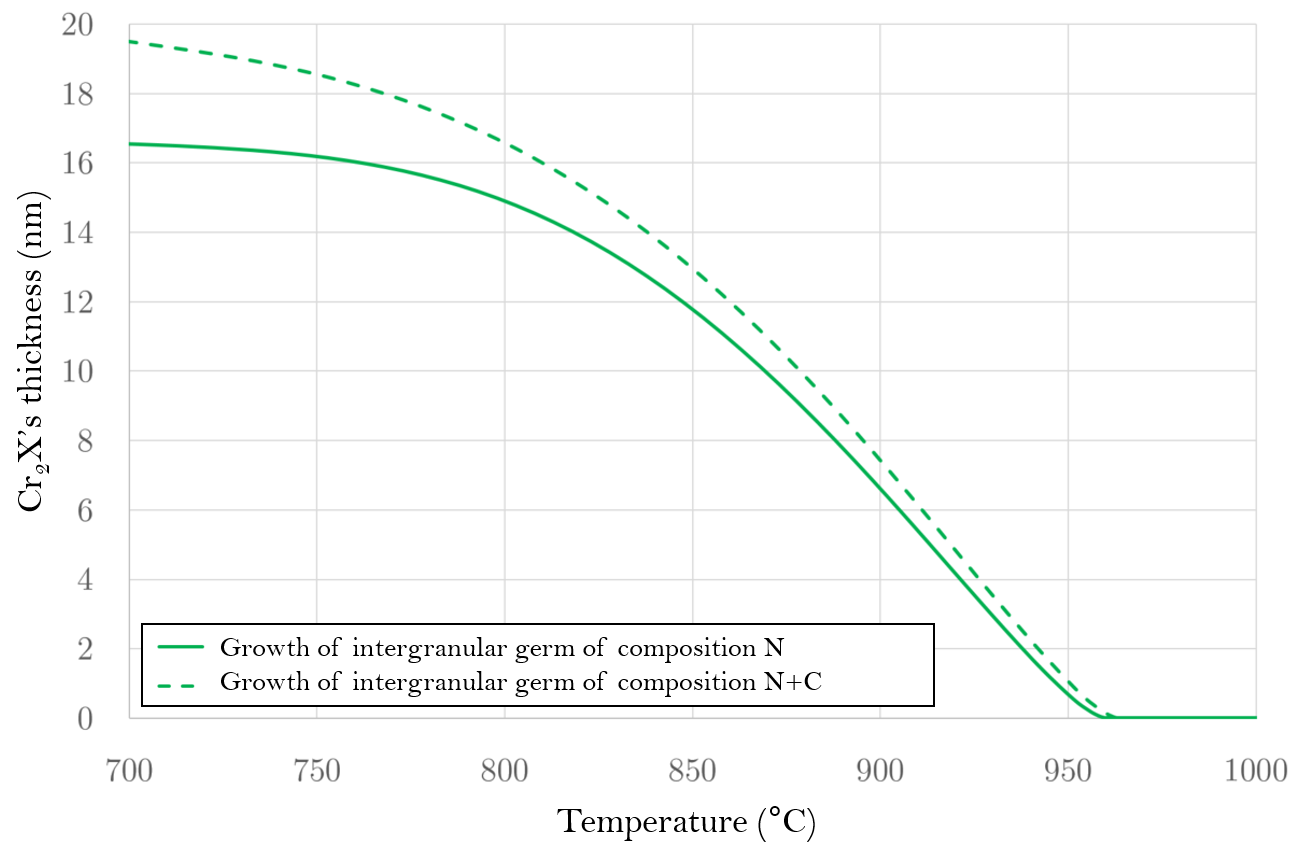 20
18
16
14
12
10
8
6
4
2
0
Cr₂X's thickness (nm)
Growth of intergranular germ of composition N
Growth of intergranular germ of composition N+C
700 750 800 850 900 950 1000
Temperature (°C)